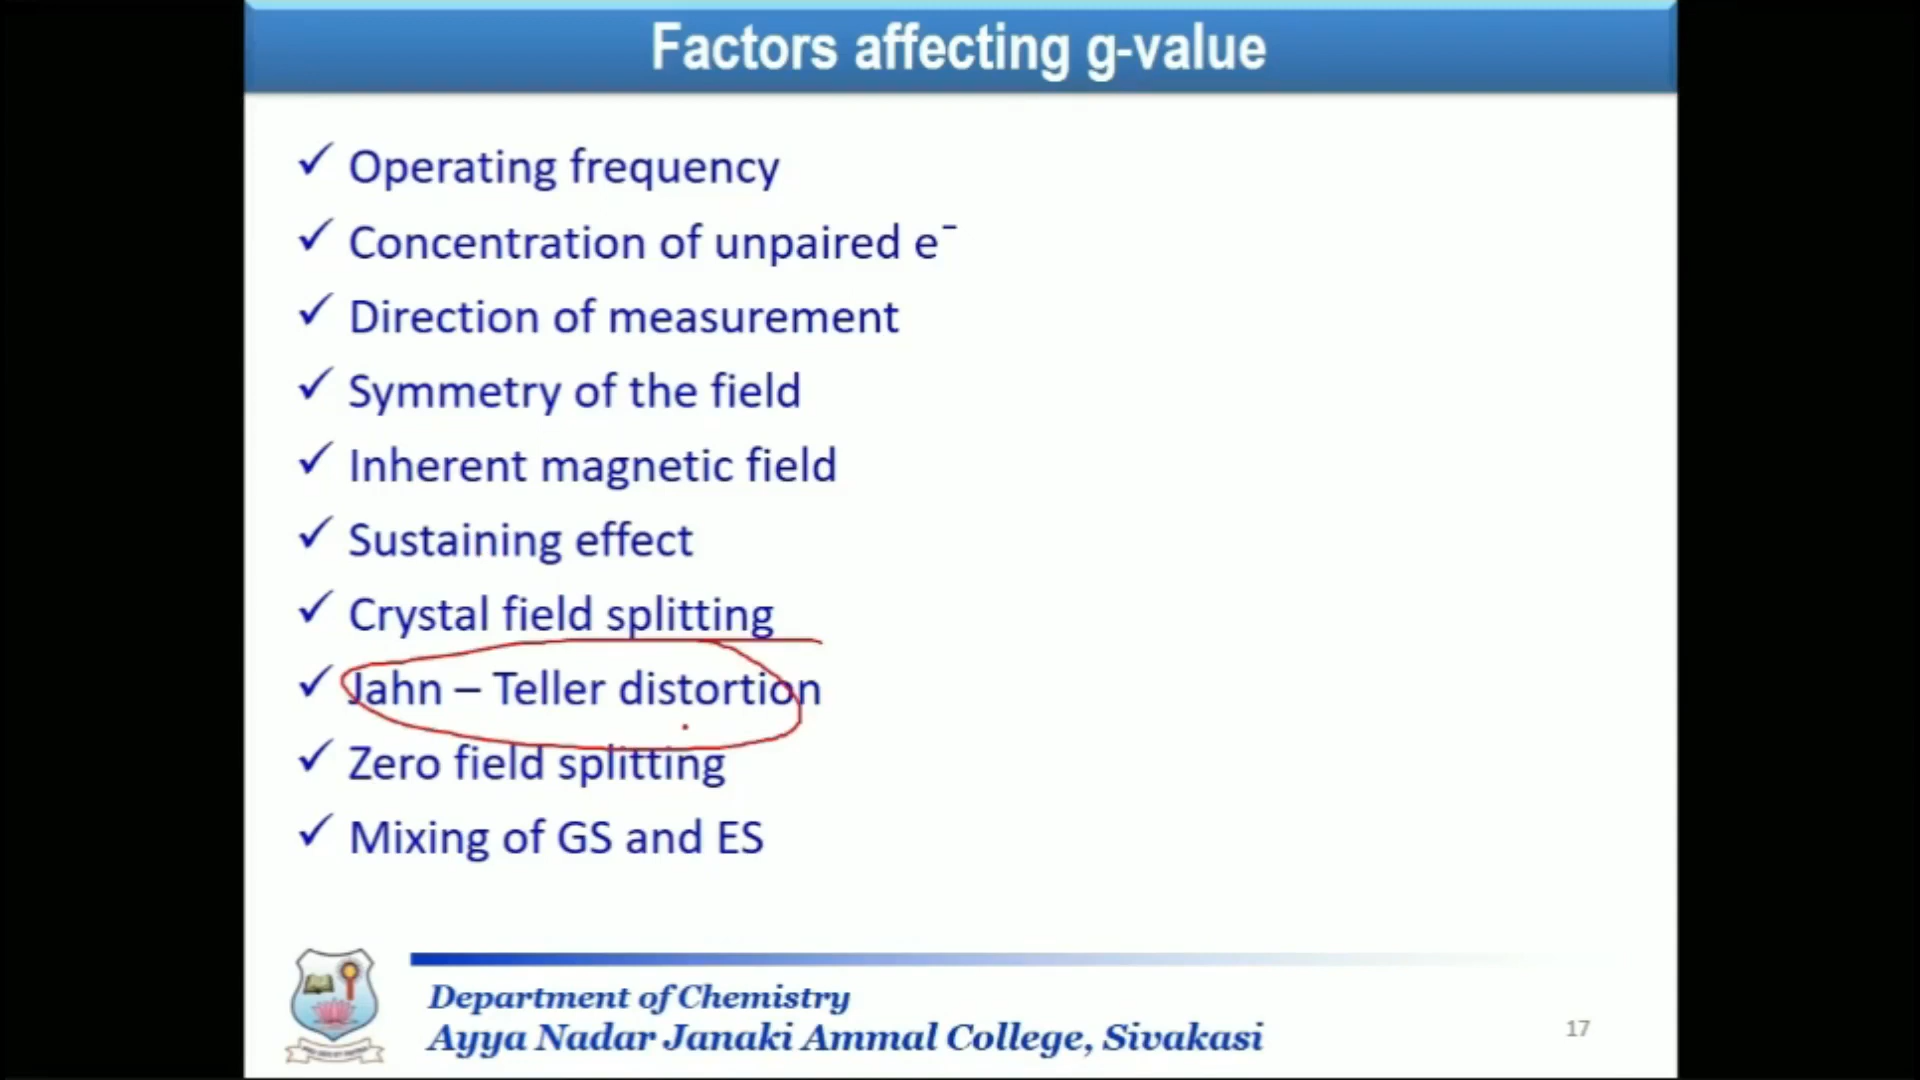 Factors affecting g-value
✓ Operating frequency
✓ Concentration of unpaired e⁻
✓ Direction of measurement
✓ Symmetry of the field
✓ Inherent magnetic field
✓ Sustaining effect
✓ Crystal field splitting
✓ Jahn – Teller distortion
✓ Zero field splitting
✓ Mixing of GS and ES
Department of Chemistry
Ayya Nadar Janaki Ammal College, Sivakasi
17